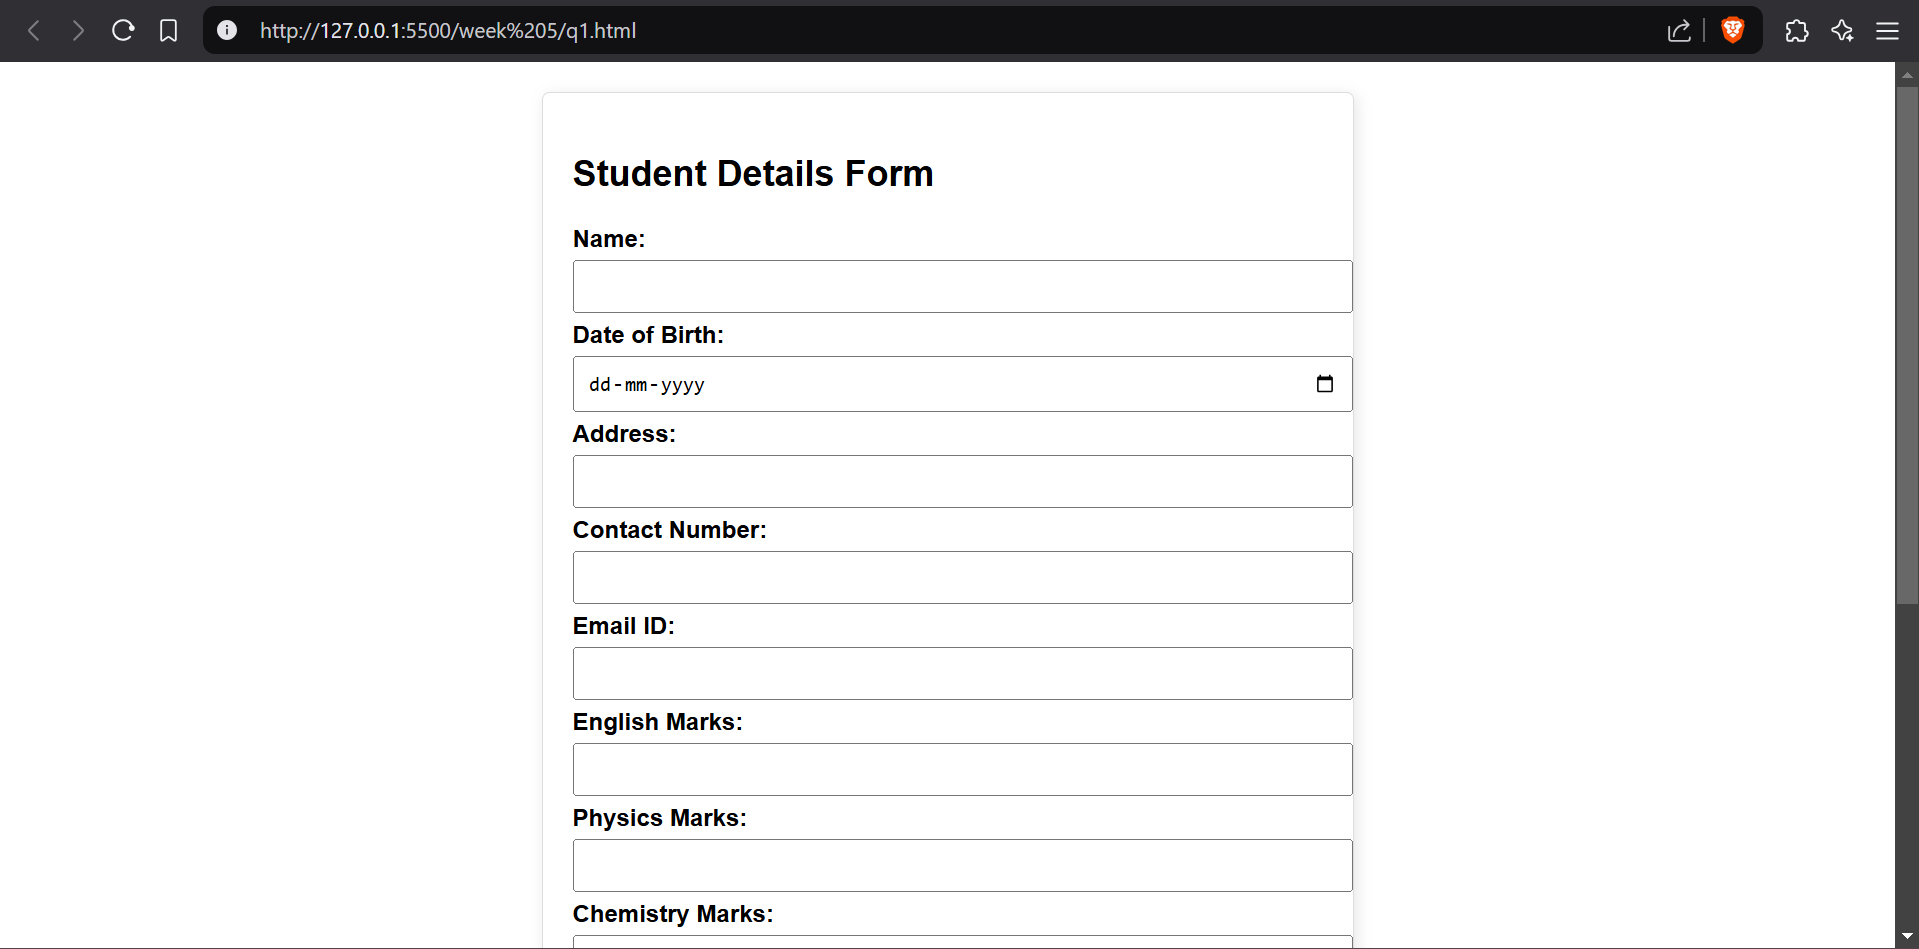 http://127.0.0.1:5500/week%205/q1.html
Student Details Form
Name:
Date of Birth:
dd-mm-yyyy
Address:
Contact Number:
Email ID:
English Marks:
Physics Marks:
Chemistry Marks: